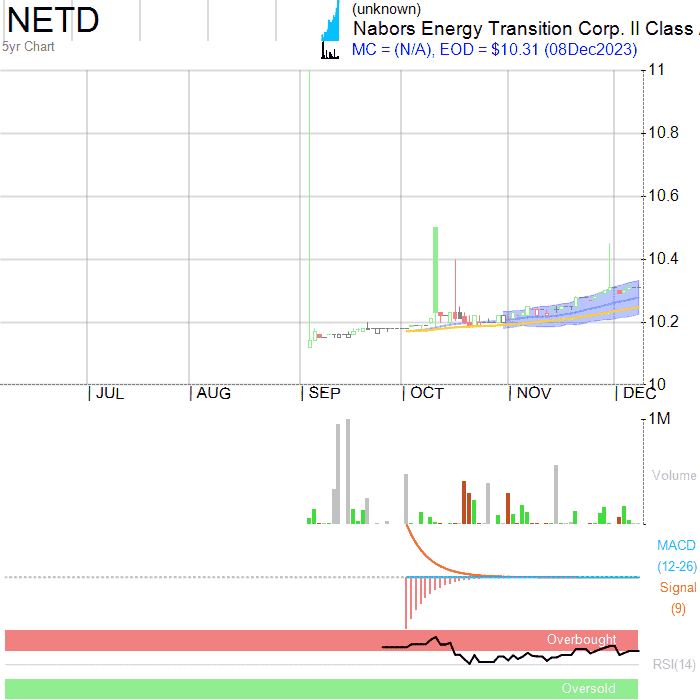 NETD
(unknown)
Nabors Energy Transition Corp. II Class
5yr Chart
MC = (N/A), EOD = $10.31 (08Dec2023)
11
10.8
10.6
10.4
10.2
10
JUL AUG SEP OCT NOV DEC
1M
Volume
MACD
(12-26)
Signal
(9)
Overbought
RSI(14)
Oversold